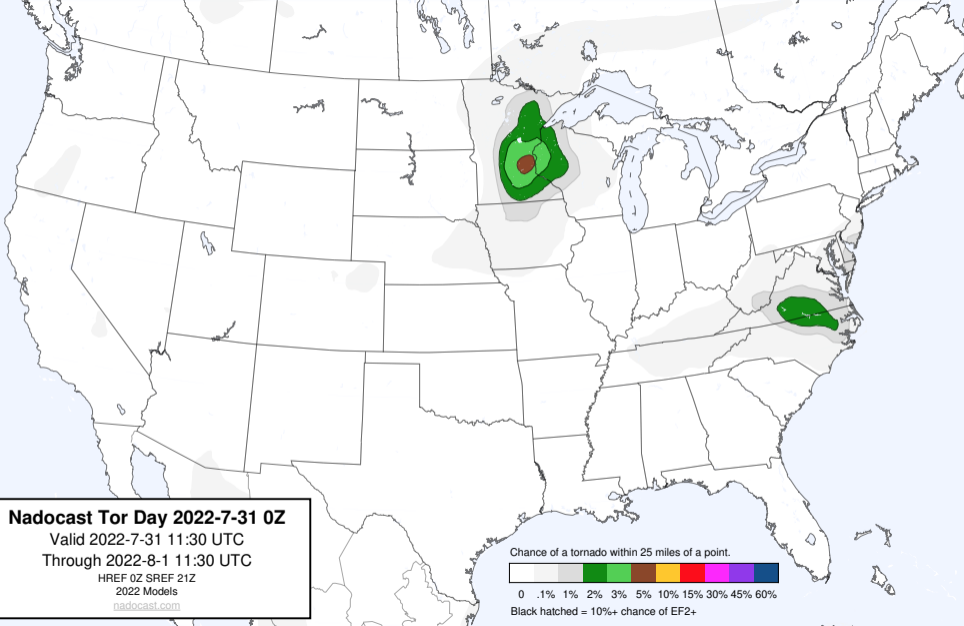 Nadocast Tor Day 2022-7-31 0Z
Valid 2022-7-31 11:30 UTC
Through 2022-8-1 11:30 UTC
HREF 0Z SREF 21Z
2022 Models
nadocast.com
Chance of a tornado within 25 miles of a point.
0 .1% 1% 2% 3% 5% 10% 15% 30% 45% 60%
Black hatched = 10%+ chance of EF2+